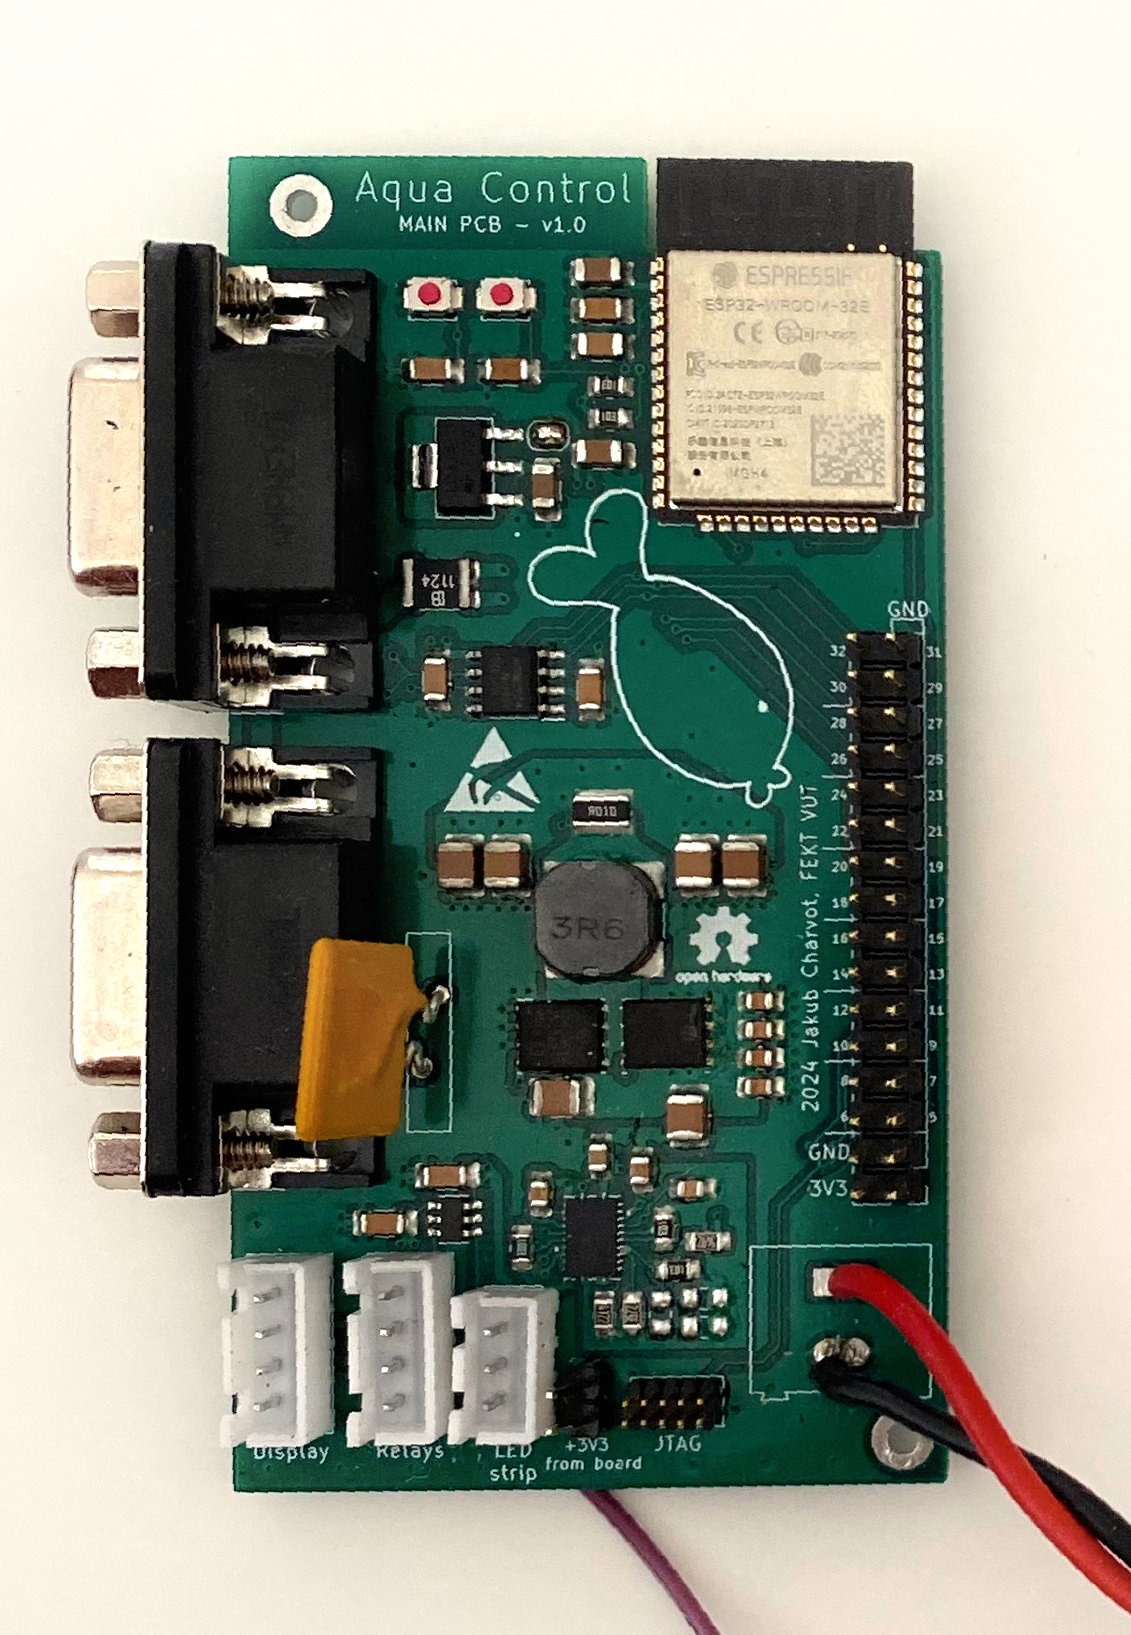 Aqua Control
MAIN PCB - v1.0
ESPRESSIF
ESP32-WROOM-32E
CE
MGH4
1124
R010
3R6
open hardware
2024 Jakub Charvot, FEKT VUT
GND
32 31
30 29
28 27
26 25
24 23
22 21
20 19
18 17
16 15
14 13
12 11
10 9
8 7
6 5
GND
3V3
Display
Relays
LED
strip
+3V3
from board
JTAG